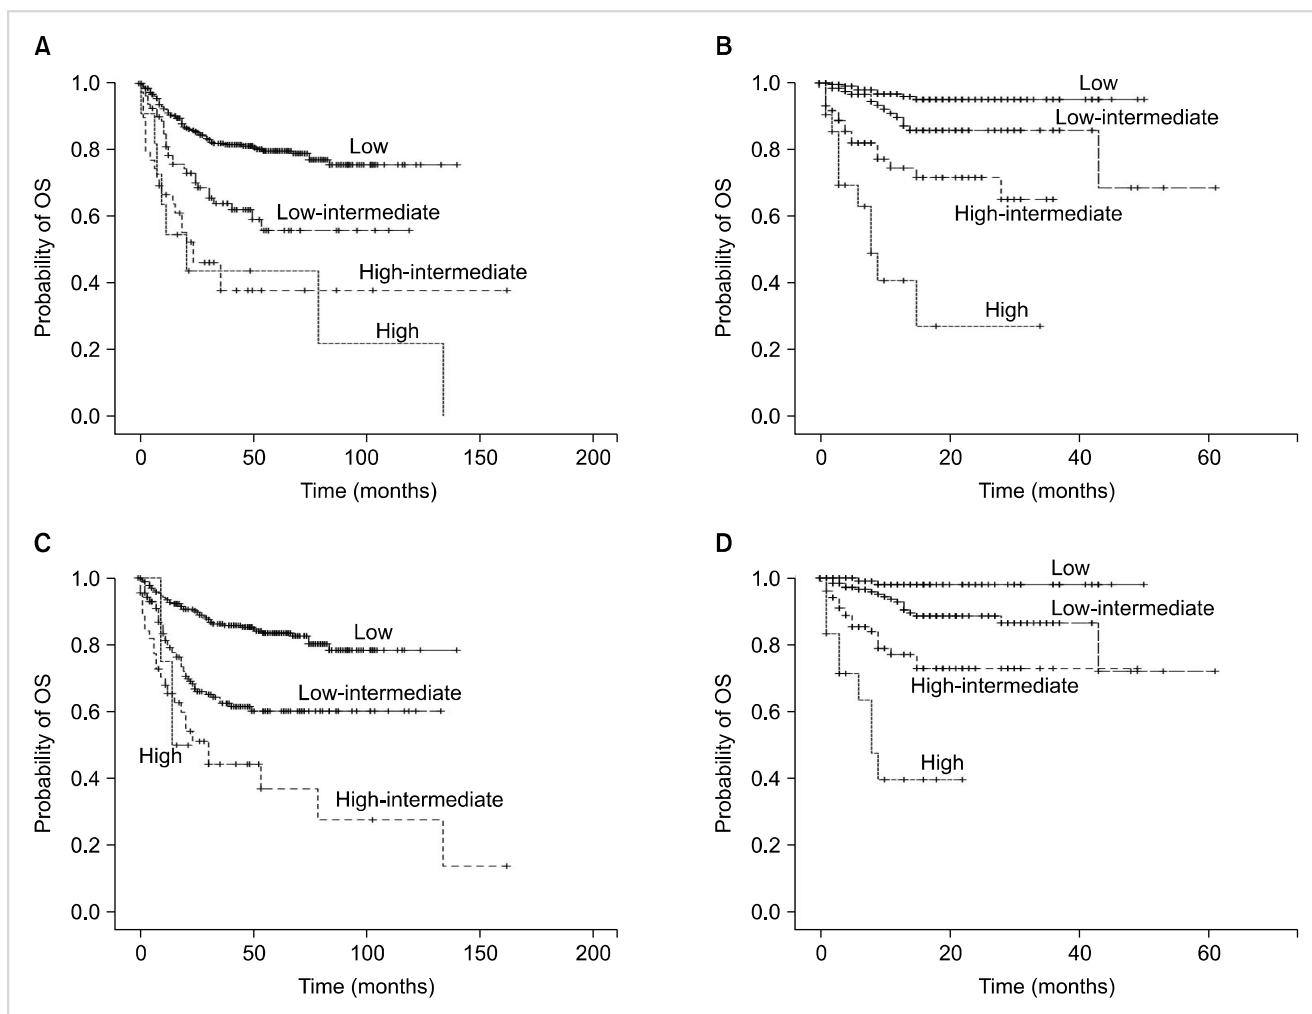 A
Probability of OS
1.0
0.8
0.6
0.4
0.2
0.0
Low
Low-intermediate
High-intermediate
High
0 50 100 150 200
Time (months)
B
Probability of OS
1.0
0.8
0.6
0.4
0.2
0.0
Low
Low-intermediate
High-intermediate
High
0 20 40 60
Time (months)
C
Probability of OS
1.0
0.8
0.6
0.4
0.2
0.0
Low
Low-intermediate
High
High-intermediate
0 50 100 150 200
Time (months)
D
Probability of OS
1.0
0.8
0.6
0.4
0.2
0.0
Low
Low-intermediate
High-intermediate
High
0 20 40 60
Time (months)